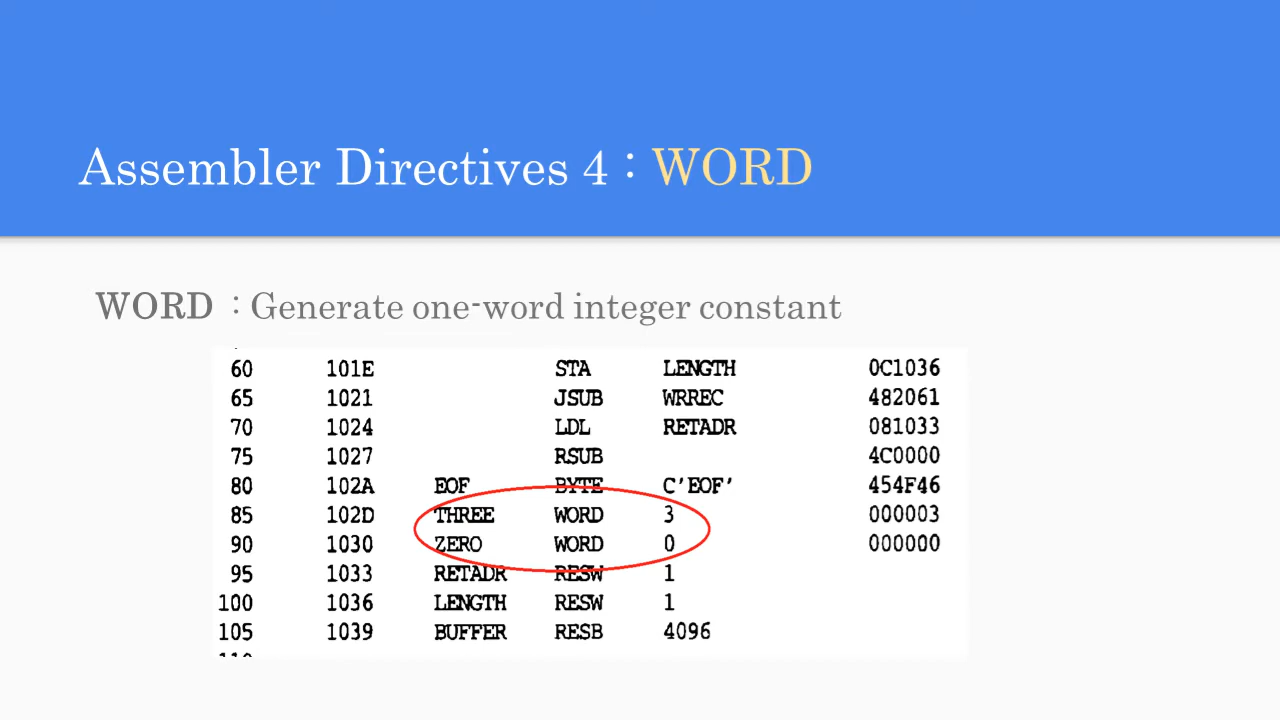 Assembler Directives 4 : WORD
WORD : Generate one-word integer constant
60 101E STA LENGTH 0C1036
65 1021 JSUB WRREC 482061
70 1024 LDL RETADR 081033
75 1027 RSUB 4C0000
80 102A EOF BYTE C'EOF' 454F46
85 102D THREE WORD 3 000003
90 1030 ZERO WORD 0 000000
95 1033 RETADR RESW 1
100 1036 LENGTH RESW 1
105 1039 BUFFER RESB 4096